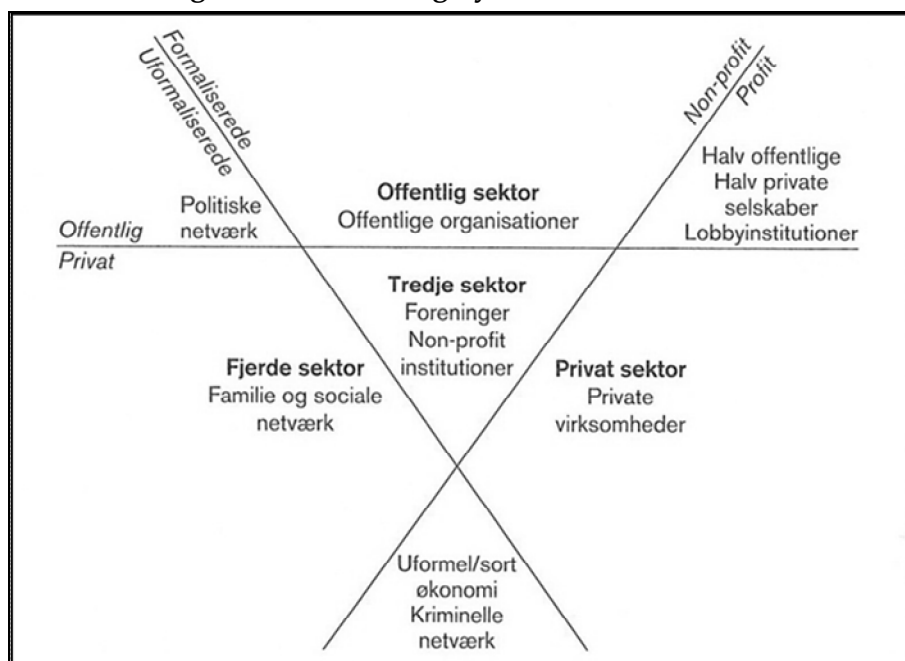 Formaliserede
Uformaliserede
Non-profit
Profit
Halv offentlige
Halv private
selskaber
Lobbyinstitutioner
Offentlig sektor
Offentlige organisationer
Politiske
netværk
Offentlig
Privat
Tredje sektor
Foreninger
Non-profit
institutioner
Fjerde sektor
Familie og sociale
netværk
Privat sektor
Private
virksomheder
Uformel/sort
økonomi
Kriminelle
netværk